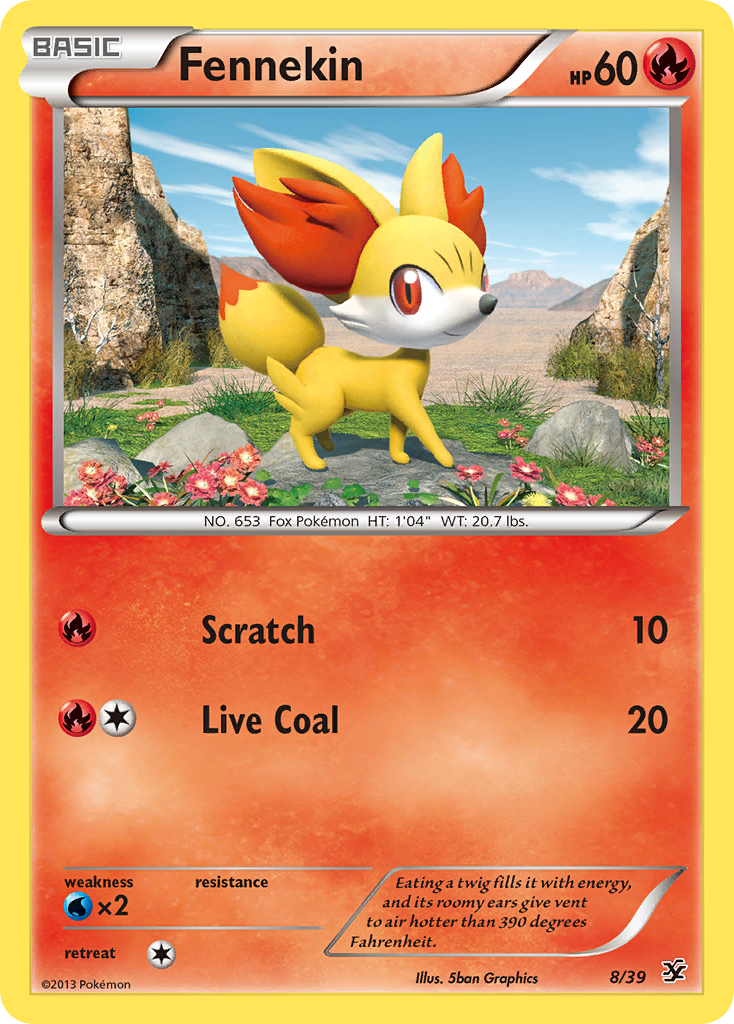 BASIC
Fennekin
HP60
NO. 653 Fox Pokémon HT: 1'04" WT: 20.7 lbs.
Scratch 10
Live Coal 20
weakness resistance
×2
retreat
Eating a twig fills it with energy,
and its roomy ears give vent
to air hotter than 390 degrees
Fahrenheit.
©2013 Pokémon
Illus. 5ban Graphics
8/39